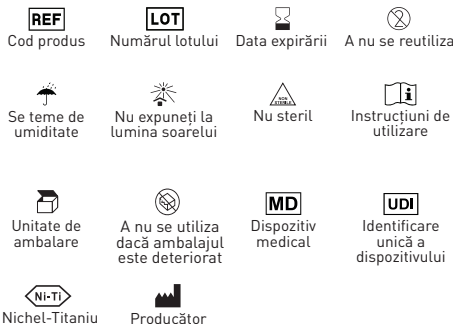 REF
LOT
Cod produs
Numărul lotului
Data expirării
A nu se reutiliza
NON
STERILE
i
Se teme de
umiditate
Nu expuneți la
lumina soarelui
Nu steril
Instrucțiuni de
utilizare
MD
UDI
Unitate de
ambalare
A nu se utiliza
dacă ambalajul
este deteriorat
Dispozitiv
medical
Identificare
unică a
dispozitivului
Ni-Ti
Nichel-Titaniu
Producător